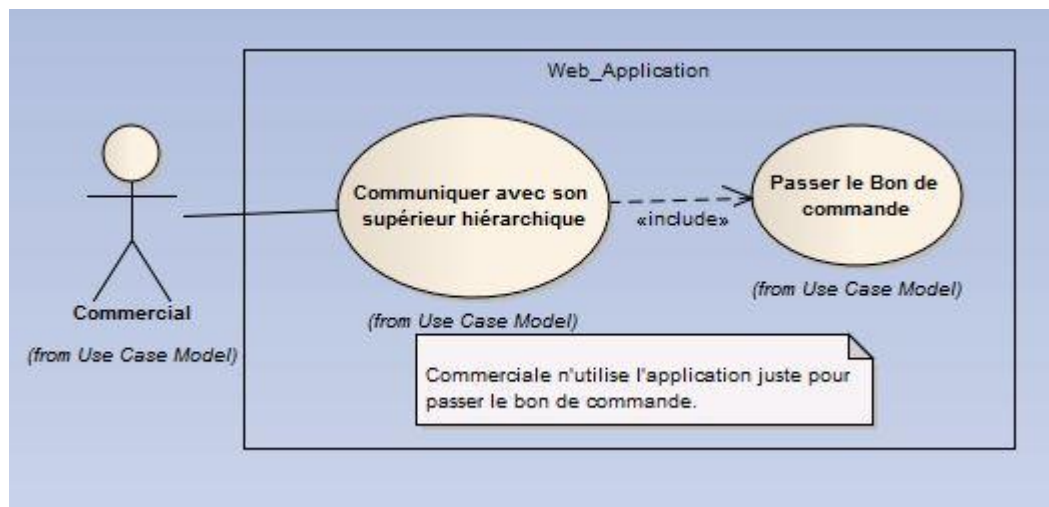 Web_Application
Communiquer avec son
supérieur hiérarchique
«include»
Passer le Bon de
commande
Commercial
(from Use Case Model)
(from Use Case Model)
(from Use Case Model)
Commerciale n'utilise l'application juste pour
passer le bon de commande.